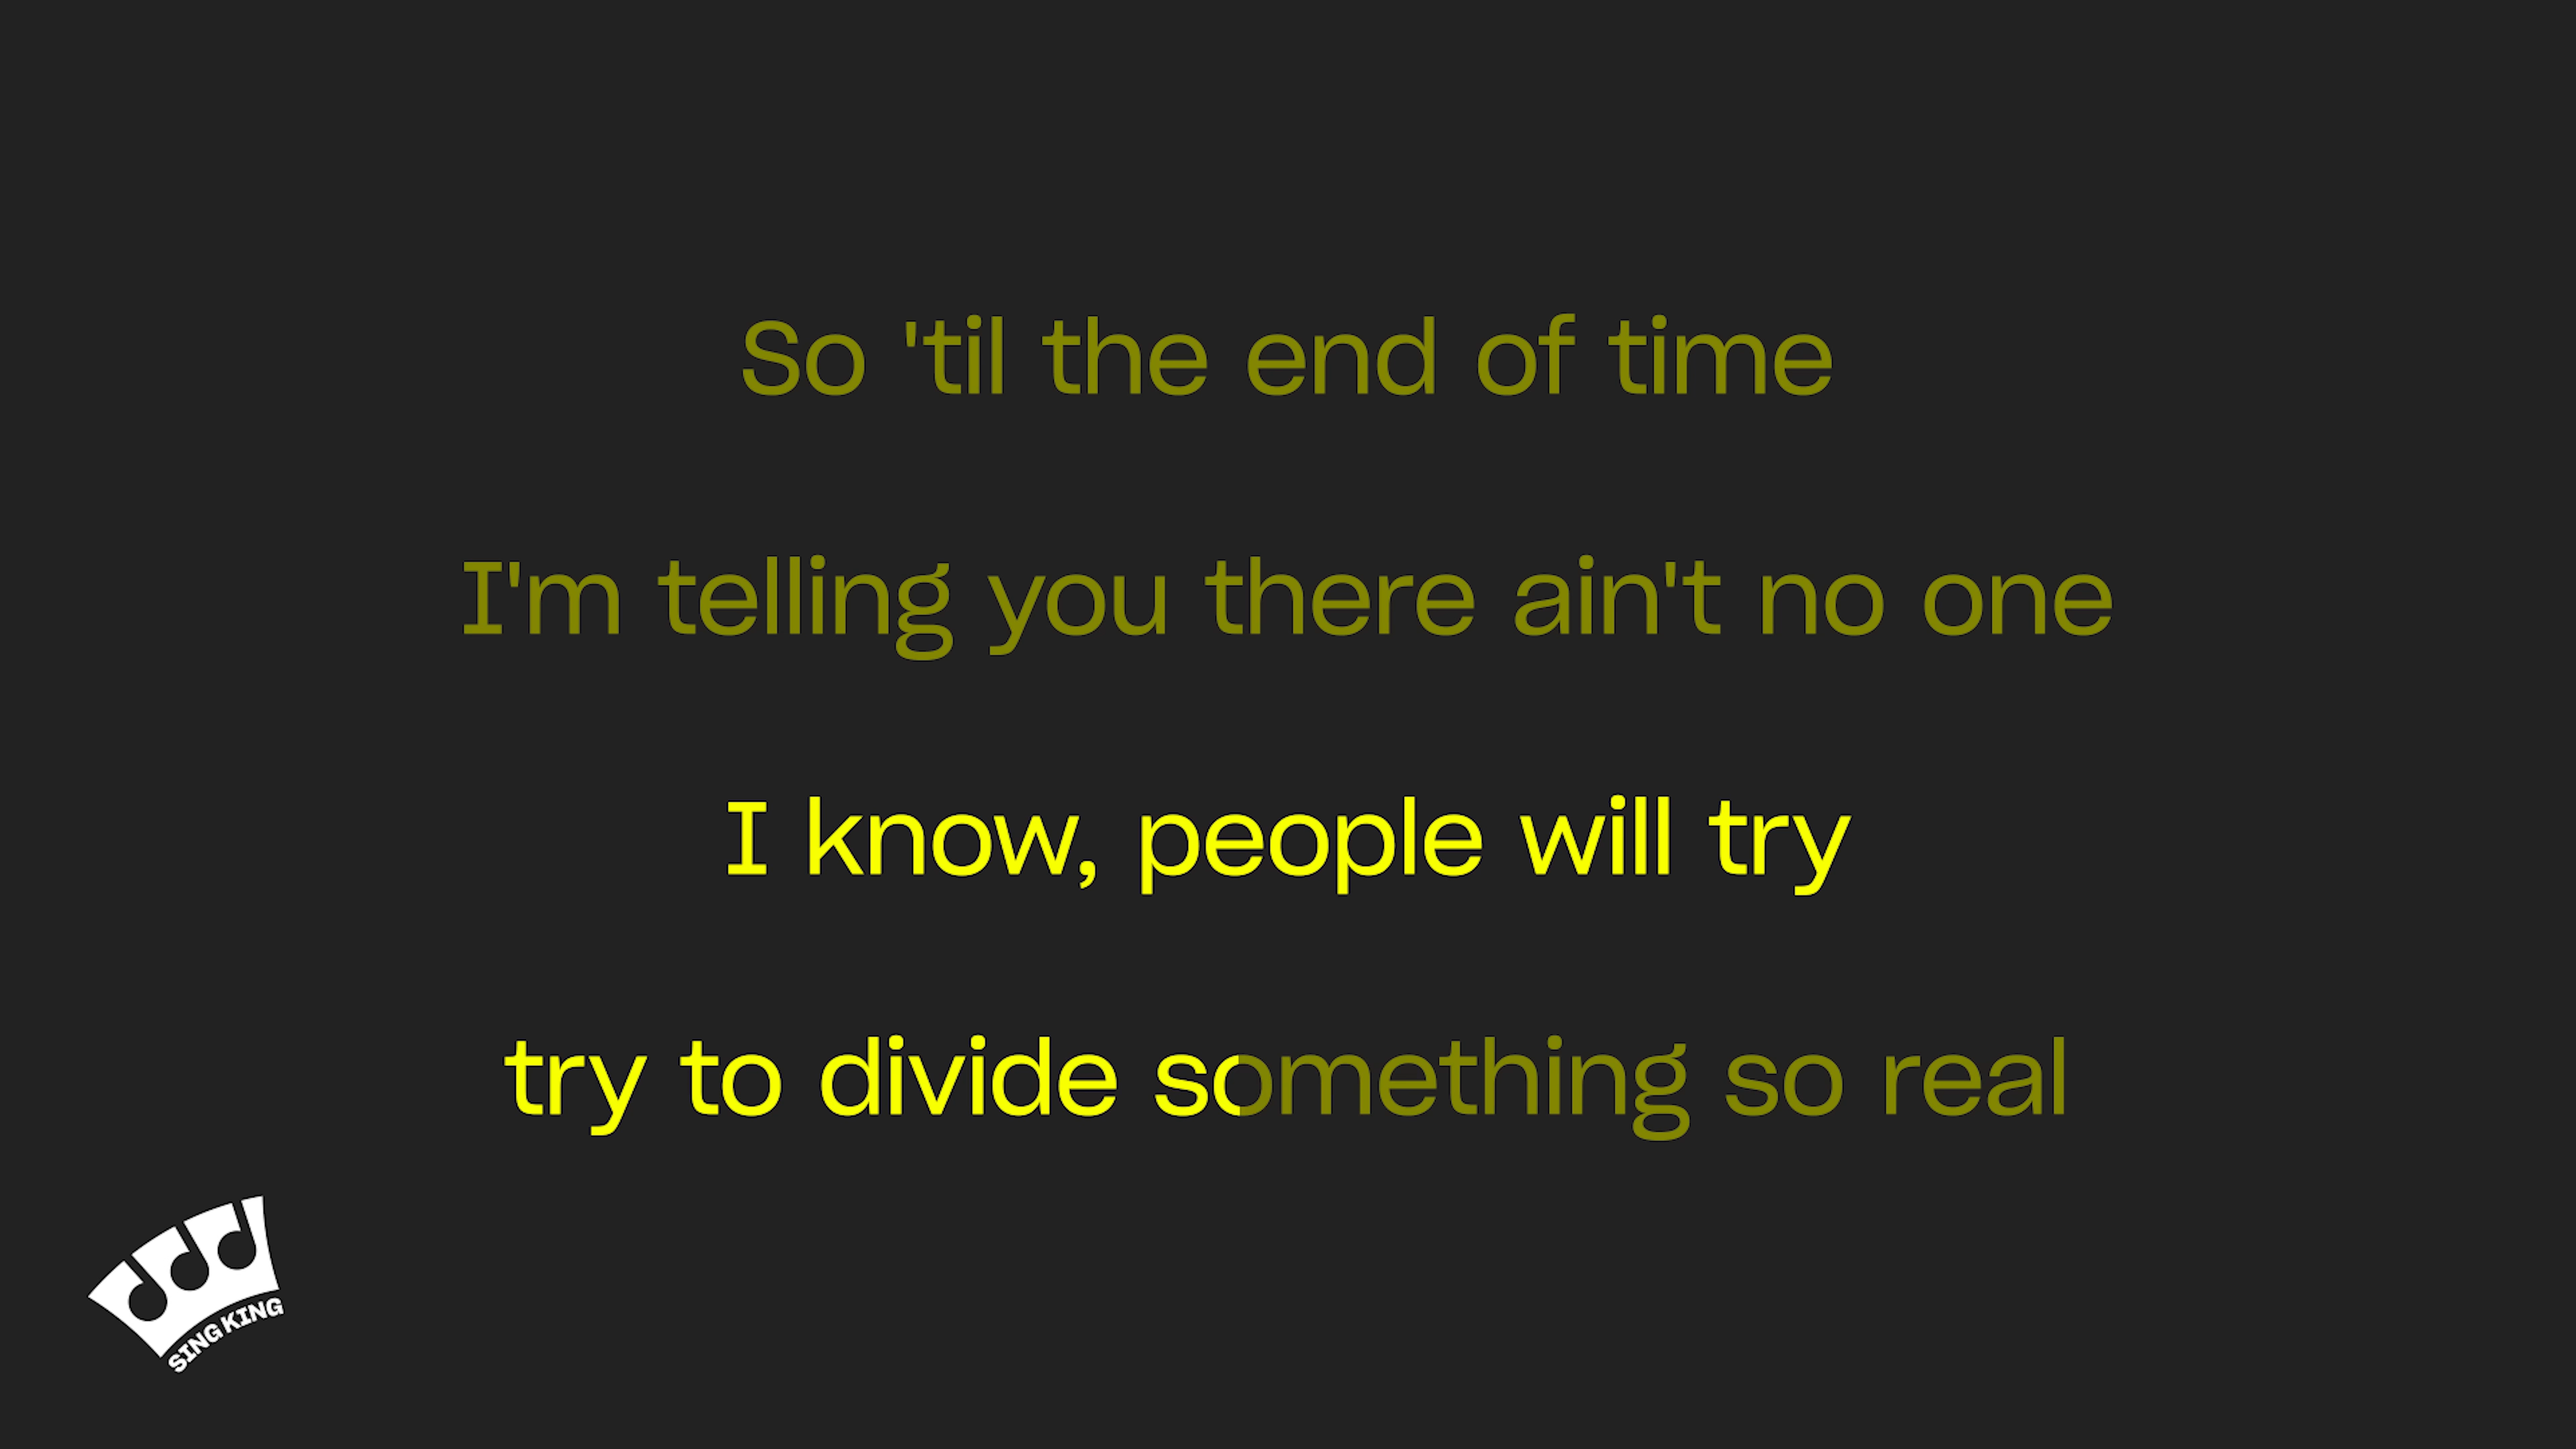 So 'til the end of time
I'm telling you there ain't no one
I know, people will try
try to divide something so real
SING KING